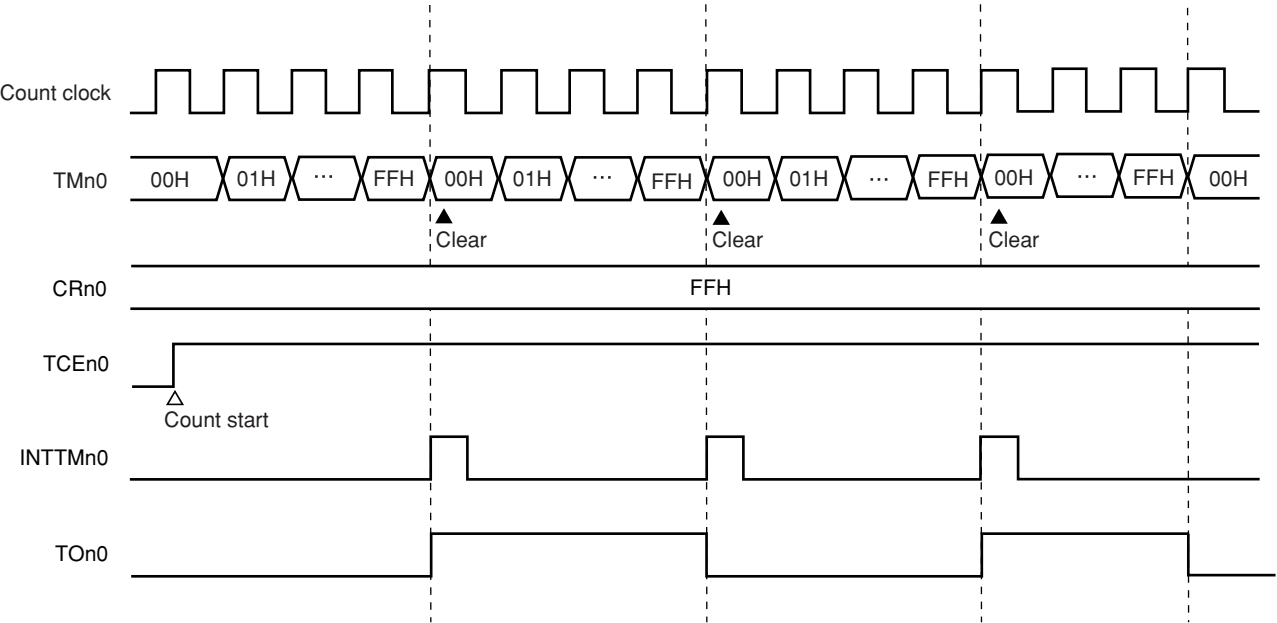 Count clock
TMn0 00H 01H ... FFH 00H 01H ... FFH 00H 01H ... FFH 00H ... FFH 00H
Clear Clear Clear
CRn0 FFH
TCEn0
Count start
INTTMn0
TOn0